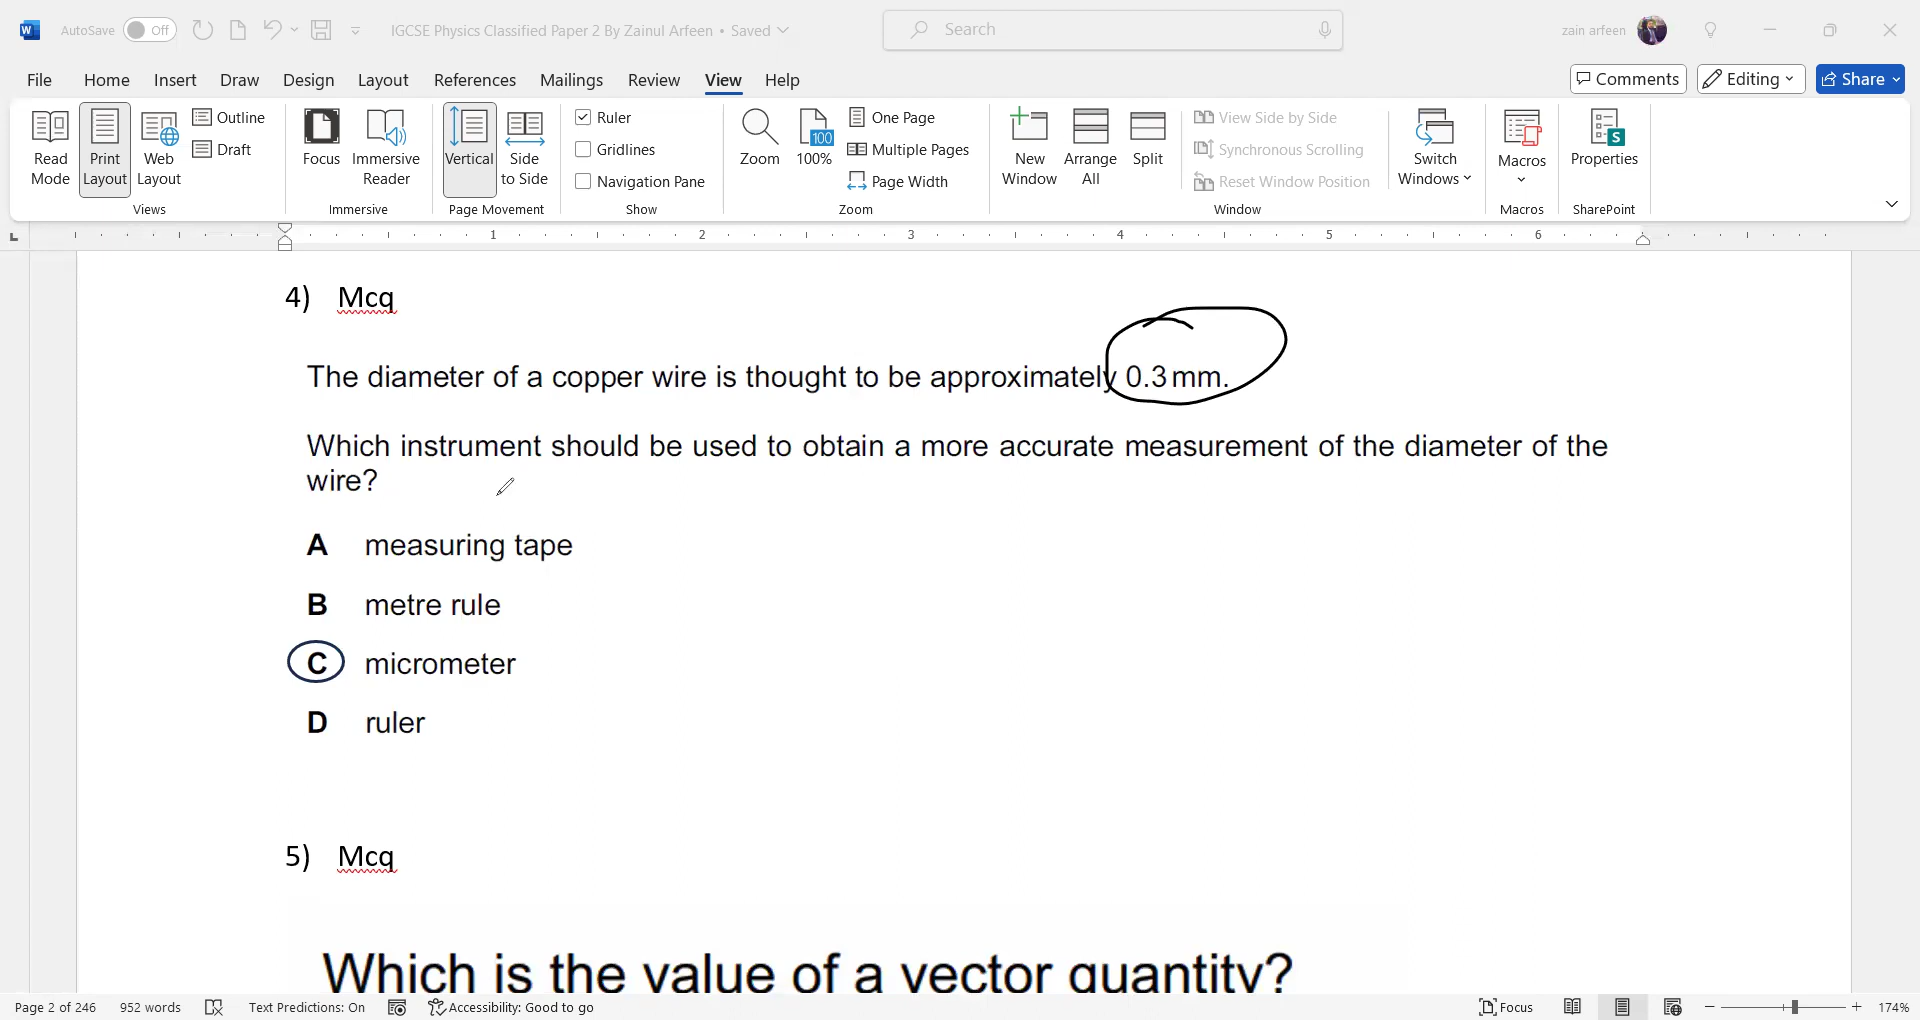 AutoSave Off IGCSE Physics Classified Paper 2 By Zainul Arfeen • Saved Search zain arfeen
File Home Insert Draw Design Layout References Mailings Review View Help Comments Editing Share
Read Mode Print Layout Web Layout Outline Draft
Views
Focus Immersive Reader
Immersive
Vertical Side to Side
Page Movement
Ruler
Gridlines
Navigation Pane
Show
Zoom 100% One Page Multiple Pages Page Width
Zoom
New Window Arrange All Split View Side by Side Synchronous Scrolling Reset Window Position Switch Windows
Window
Macros
Macros
Properties
SharePoint
1 2 3 4 5 6
4) Mcq
The diameter of a copper wire is thought to be approximately 0.3 mm.
Which instrument should be used to obtain a more accurate measurement of the diameter of the
wire?
A measuring tape
B metre rule
C micrometer
D ruler
5) Mcq
Which is the value of a vector quantity?
Page 2 of 246 952 words Text Predictions: On Accessibility: Good to go Focus 174%